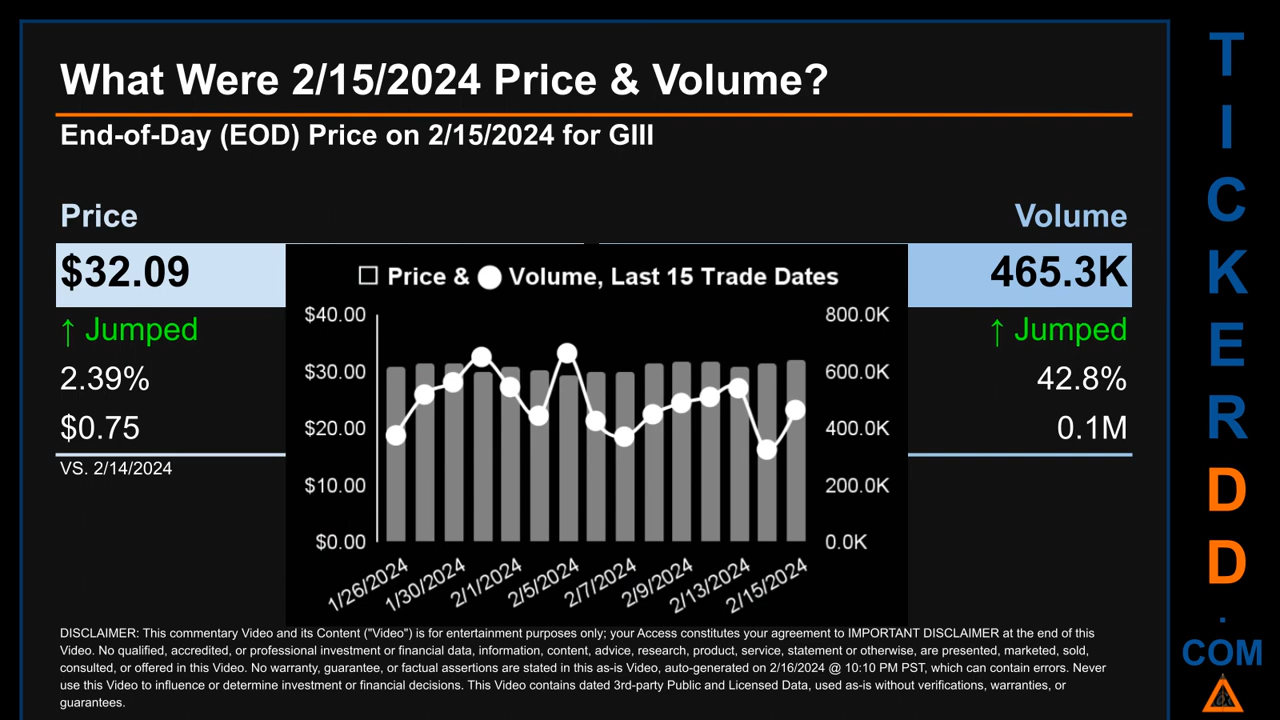 What Were 2/15/2024 Price & Volume?
End-of-Day (EOD) Price on 2/15/2024 for GIII
Price
Volume
$32.09
465.3K
↑ Jumped
↑ Jumped
2.39%
42.8%
$0.75
0.1M
VS. 2/14/2024
Price & Volume, Last 15 Trade Dates
$40.00
800.0K
$30.00
600.0K
$20.00
400.0K
$10.00
200.0K
$0.00
0.0K
1/26/2024
1/30/2024
2/1/2024
2/5/2024
2/7/2024
2/9/2024
2/13/2024
2/15/2024
DISCLAIMER: This commentary Video and its Content ("Video") is for entertainment purposes only; your Access constitutes your agreement to IMPORTANT DISCLAIMER at the end of this
Video. No qualified, accredited, or professional investment or financial data, information, content, advice, research, product, service, statement or otherwise, are presented, marketed, sold,
consulted, or offered in this Video. No warranty, guarantee, or factual assertions are stated in this as-is Video, auto-generated on 2/16/2024 @ 10:10 PM PST, which can contain errors. Never
use this Video to influence or determine investment or financial decisions. This Video contains dated 3rd-party Public and Licensed Data, used as-is without verifications, warranties, or
guarantees.
T
I
C
K
E
R
D
D
.
COM